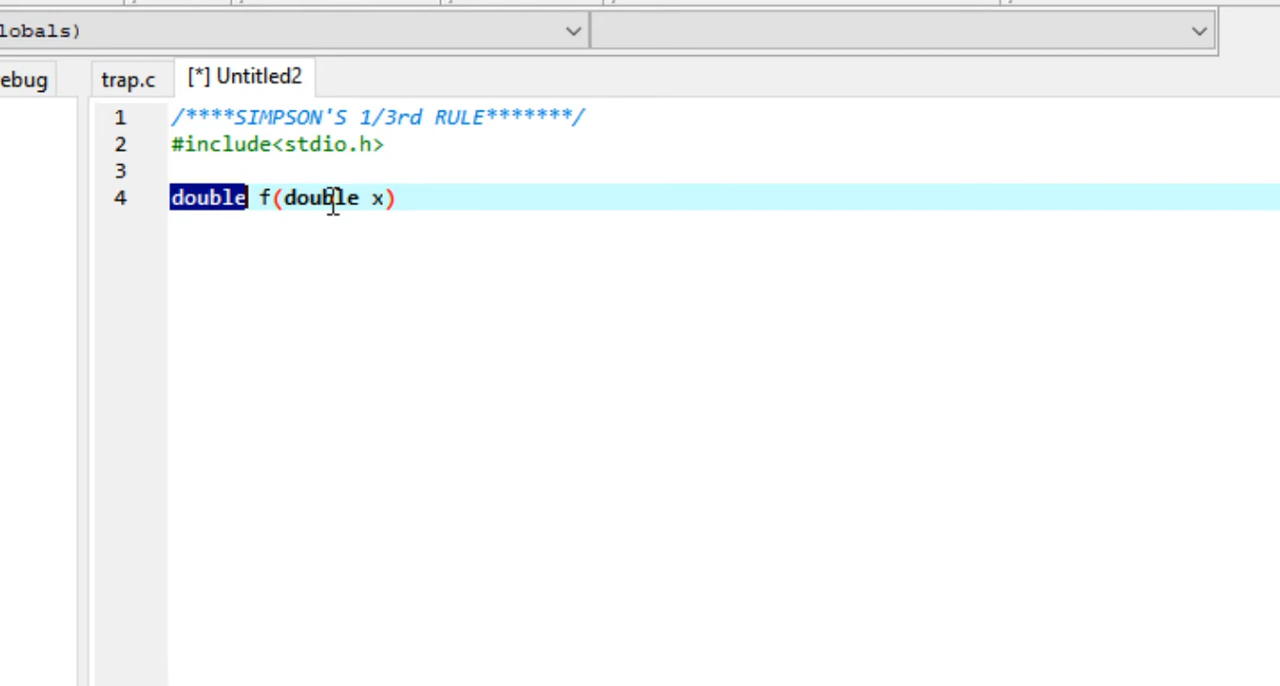 lobals)
ebug
trap.c
[*] Untitled2
1 /****SIMPSON'S 1/3rd RULE*******/
2 #include<stdio.h>
3
4 double f(double x)